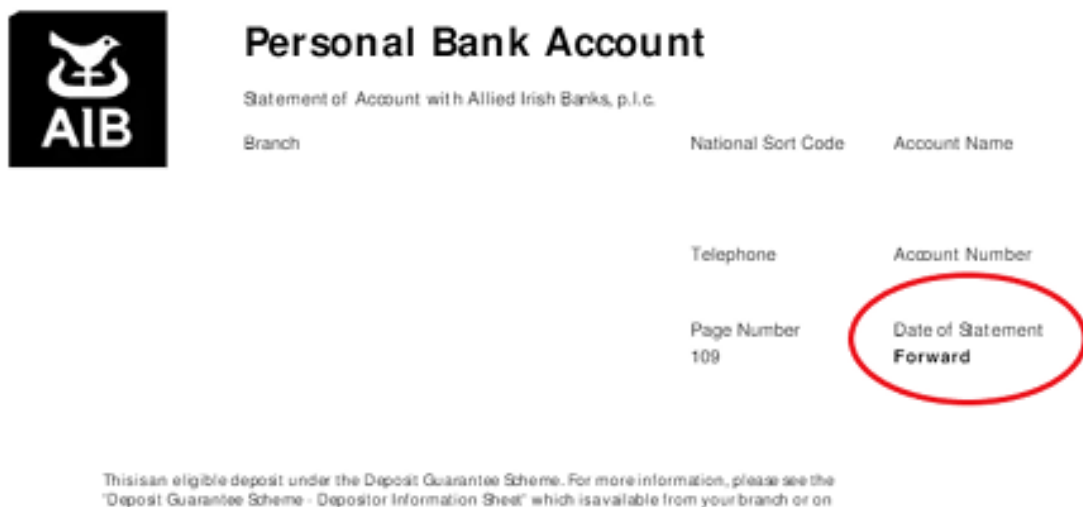 AIB
Personal Bank Account
Statement of Account with Allied Irish Banks, p.l.c.
Branch
National Sort Code
Account Name
Telephone
Account Number
Page Number
Date of Statement
109
Forward
This is an eligible deposit under the Deposit Guarantee Scheme. For more information, please see the
"Deposit Guarantee Scheme - Depositor Information Sheet" which is available from your branch or on